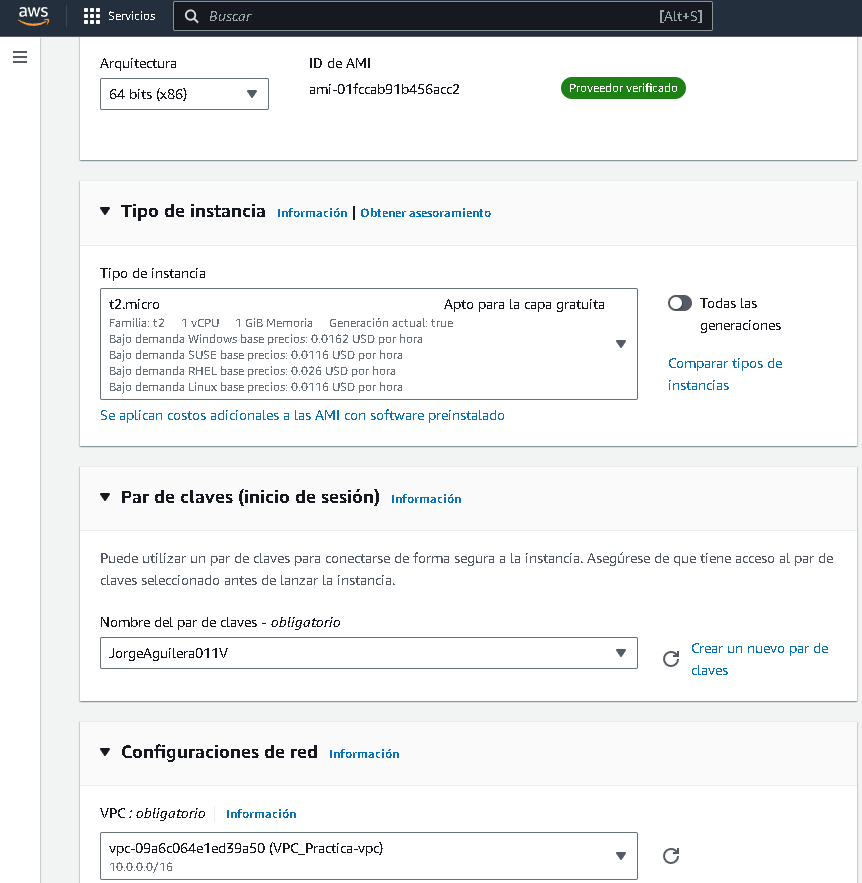 aws
Servicios
Buscar
[Alt+S]
Arquitectura
64 bits (x86)
ID de AMI
ami-01fccab91b456acc2
Proveedor verificado
Tipo de instancia Información | Obtener asesoramiento
Tipo de instancia
t2.micro Apto para la capa gratuita
Familia: t2 1 vCPU 1 GiB Memoria Generación actual: true
Bajo demanda Windows base precios: 0.0162 USD por hora
Bajo demanda SUSE base precios: 0.0116 USD por hora
Bajo demanda RHEL base precios: 0.026 USD por hora
Bajo demanda Linux base precios: 0.0116 USD por hora
Todas las
generaciones
Comparar tipos de
instancias
Se aplican costos adicionales a las AMI con software preinstalado
Par de claves (inicio de sesión) Información
Puede utilizar un par de claves para conectarse de forma segura a la instancia. Asegúrese de que tiene acceso al par de
claves seleccionado antes de lanzar la instancia.
Nombre del par de claves - obligatorio
JorgeAguilera011V
Crear un nuevo par de
claves
Configuraciones de red Información
VPC : obligatorio Información
vpc-09a6c064e1ed39a50 (VPC_Practica-vpc)
10.0.0.0/16